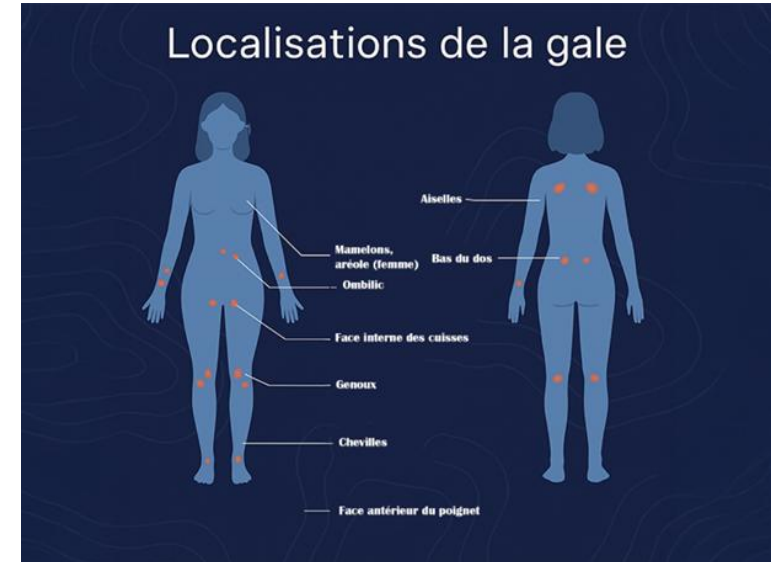 Localisations de la gale
Aiselles
Mamelons,
aréole (femme)
Bas du dos
Ombilic
Face interne des cuisses
Genoux
Chevilles
Face antérieur du poignet